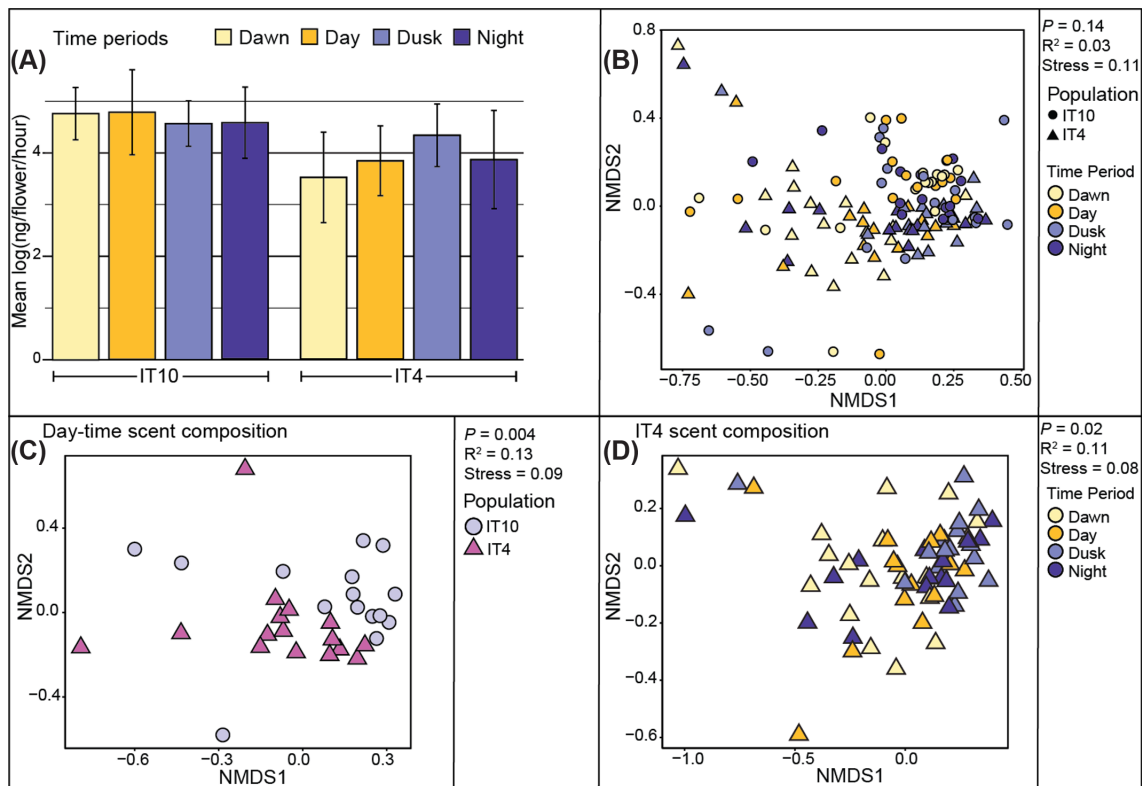 (A)
Time periods Dawn Day Dusk Night
Mean log(ng/flower/hour)
4
2
0
IT10 IT4
(B)
NMDS2
0.8
0.4
0.0
−0.4
−0.75 −0.50 −0.25 0.00 0.25 0.50
NMDS1
P = 0.14
R² = 0.03
Stress = 0.11
Population
IT10
IT4
Time Period
Dawn
Day
Dusk
Night
(C)
Day-time scent composition
NMDS2
0.4
0.0
−0.4
−0.6 −0.3 0.0 0.3
NMDS1
P = 0.004
R² = 0.13
Stress = 0.09
Population
IT10
IT4
(D)
IT4 scent composition
NMDS2
0.4
0.2
0.0
−0.2
−0.4
−0.6
−1.0 −0.5 0.0
NMDS1
P = 0.02
R² = 0.11
Stress = 0.08
Time Period
Dawn
Day
Dusk
Night